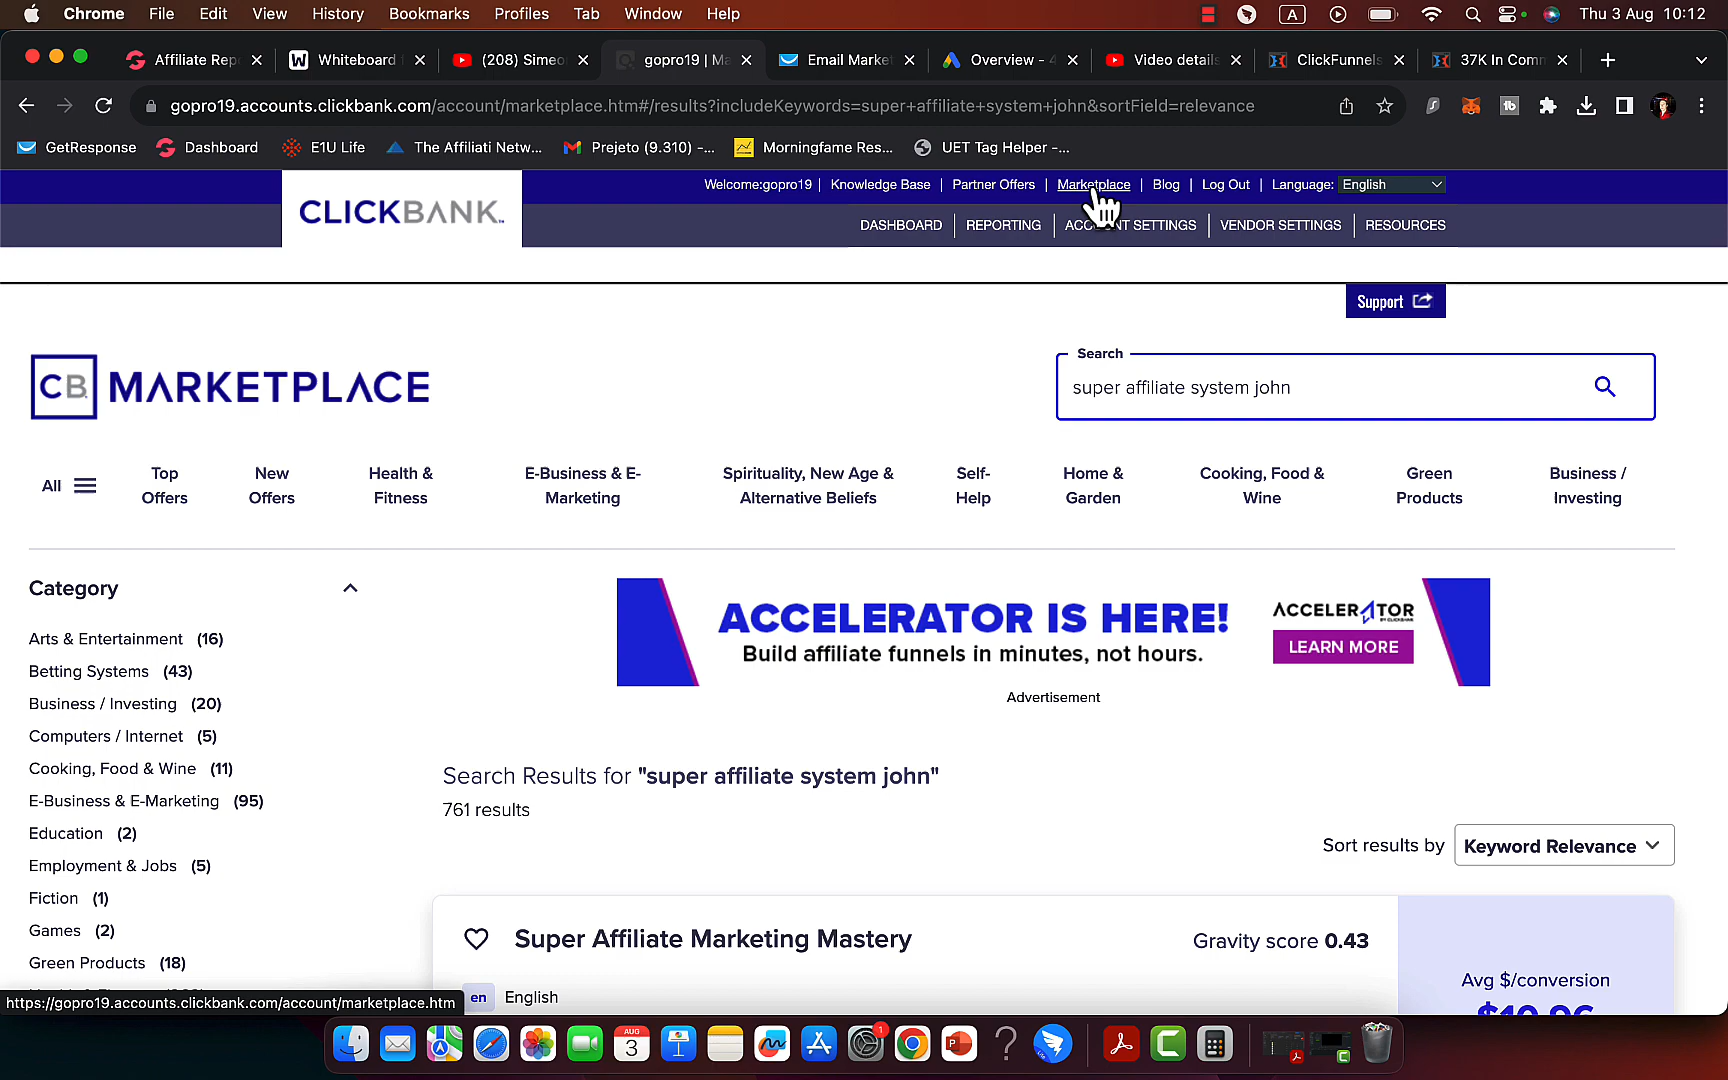 Chrome File Edit View History Bookmarks Profiles Tab Window Help A Thu 3 Aug 10:12
Affiliate Rep W Whiteboard (208) Simeo gopro19 | Ma Email Marke Overview - 4 Video details ClickFunnels 37K In Comm
gopro19.accounts.clickbank.com/account/marketplace.htm#/results?includeKeywords=super+affiliate+system+john&sortField=relevance
GetResponse Dashboard E1U Life The Affiliati Netw... Prejeto (9.310) -... Morningfame Res... UET Tag Helper -...
Welcome:gopro19 | Knowledge Base | Partner Offers | Marketplace | Blog | Log Out | Language: English
CLICKBANK
DASHBOARD | REPORTING | ACCOUNT SETTINGS | VENDOR SETTINGS | RESOURCES
Support
CB MARKETPLACE
Search
super affiliate system john
All
Top Offers
New Offers
Health & Fitness
E-Business & E-Marketing
Spirituality, New Age & Alternative Beliefs
Self-Help
Home & Garden
Cooking, Food & Wine
Green Products
Business / Investing
Category
Arts & Entertainment (16)
Betting Systems (43)
Business / Investing (20)
Computers / Internet (5)
Cooking, Food & Wine (11)
E-Business & E-Marketing (95)
Education (2)
Employment & Jobs (5)
Fiction (1)
Games (2)
Green Products (18)
ACCELERATOR IS HERE!
Build affiliate funnels in minutes, not hours.
ACCELERATOR
BY CLICKBANK
LEARN MORE
Advertisement
Search Results for "super affiliate system john"
761 results
Sort results by Keyword Relevance
Super Affiliate Marketing Mastery
Gravity score 0.43
en English
Avg $/conversion
https://gopro19.accounts.clickbank.com/account/marketplace.htm
AUG
3
1